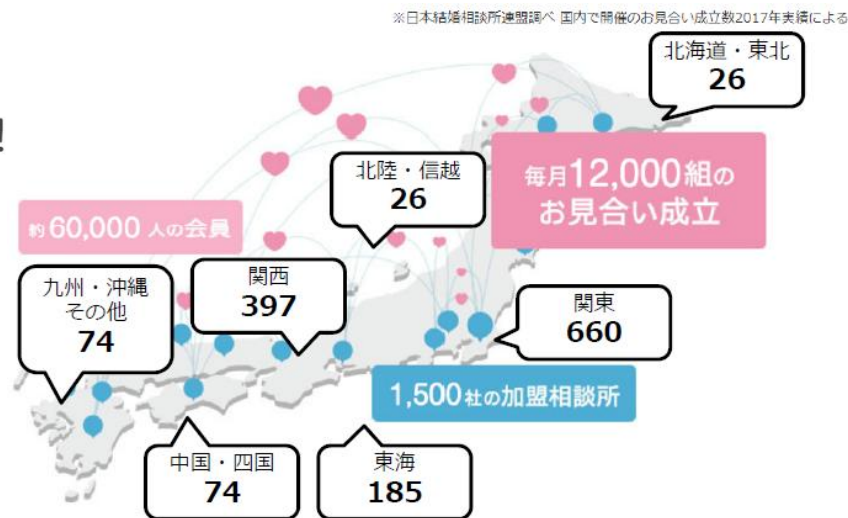 ※日本結婚相談所連盟調べ 国内で開催のお見合い成立数2017年実績による
!
北海道・東北
26
北陸・信越
26
毎月12,000組の
お見合い成立
約60,000人の会員
九州・沖縄
その他
74
関西
397
関東
660
1,500社の加盟相談所
中国・四国
74
東海
185